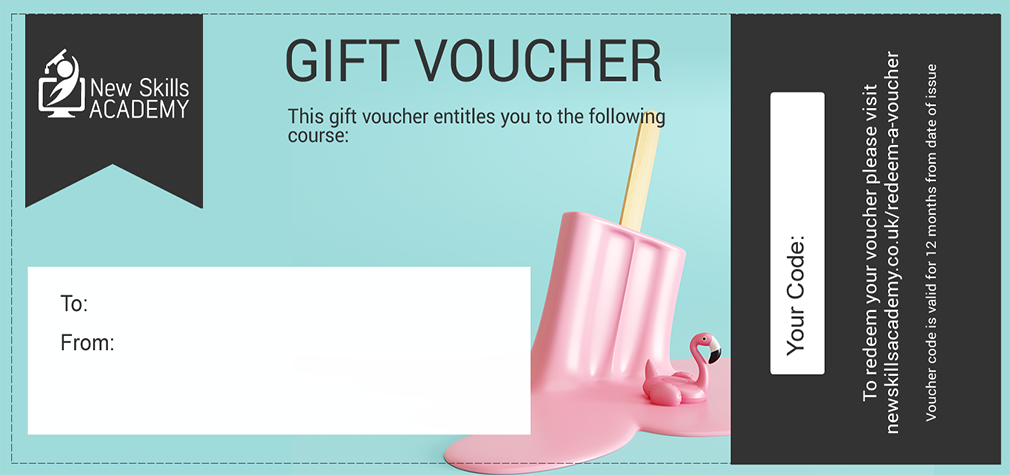 New Skills
ACADEMY
GIFT VOUCHER
This gift voucher entitles you to the following
course:
To:
From:
Your Code:
To redeem your voucher please visit
newskillsacademy.co.uk/redeem-a-voucher
Voucher code is valid for 12 months from date of issue